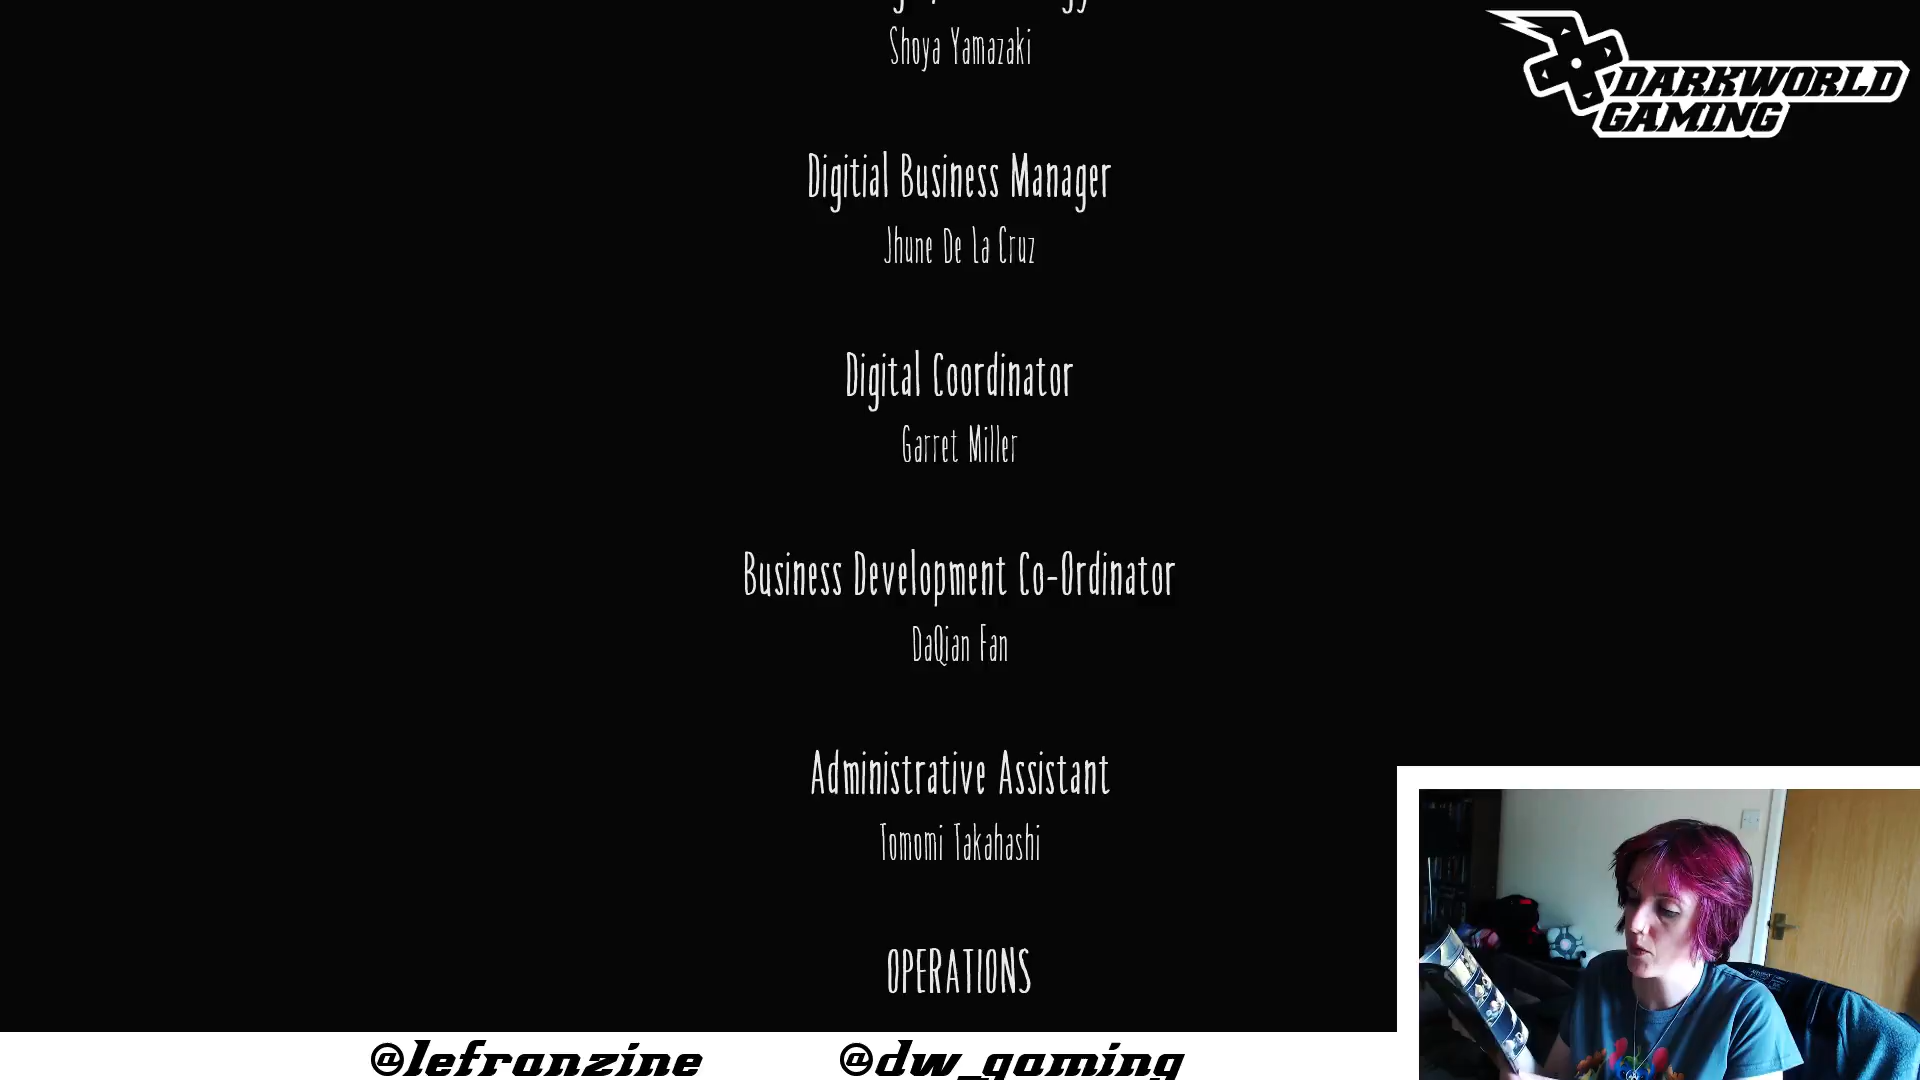 Shoya Yamazaki
DARKWORLD
GAMING
Digitial Business Manager
Jhune De La Cruz
Digital Coordinator
Garret Miller
Business Development Co-Ordinator
DaQian Fan
Administrative Assistant
Tomomi Takahashi
OPERATIONS
@lefranzine @dw_gaming